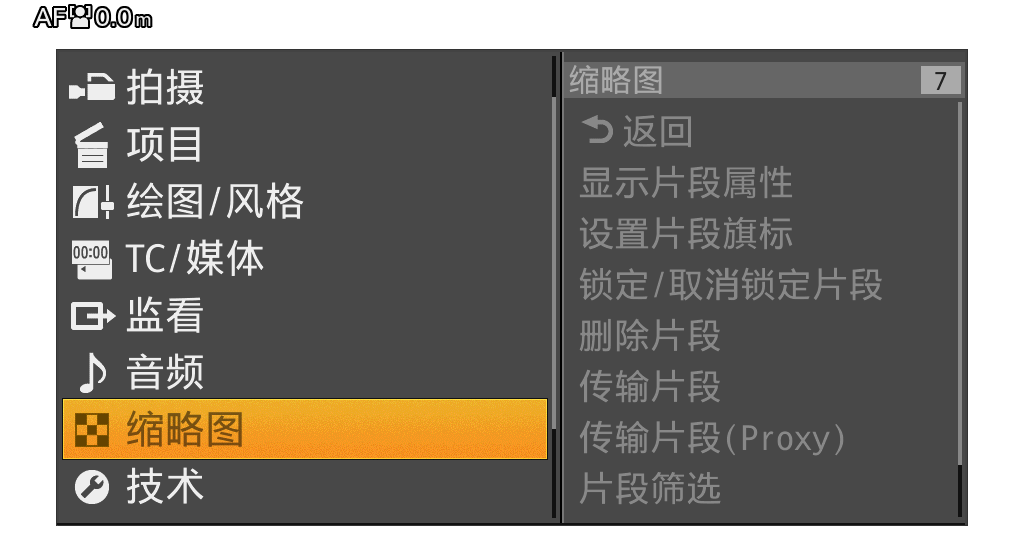 AF 0.0m
拍摄
项目
绘图/风格
00:00
TC/媒体
监看
音频
缩略图
技术
缩略图 7
返回
显示片段属性
设置片段旗标
锁定/取消锁定片段
删除片段
传输片段
传输片段(Proxy)
片段筛选